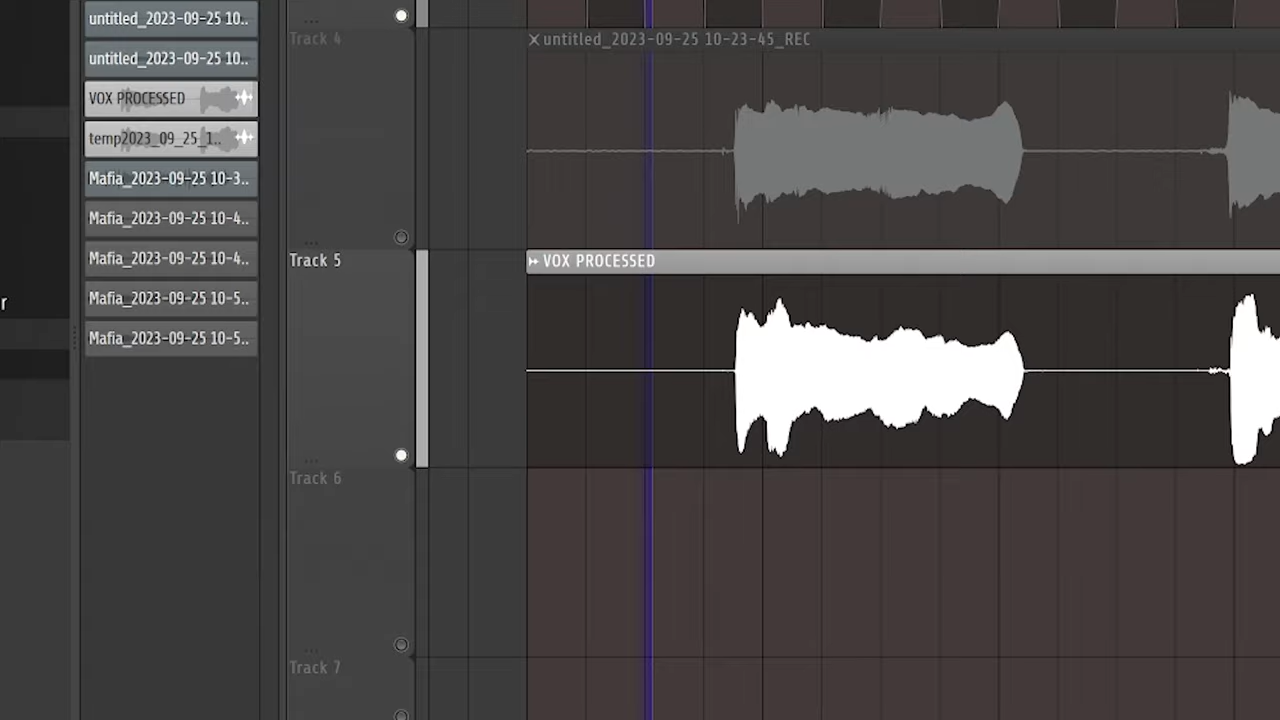 untitled_2023-09-25 10..
untitled_2023-09-25 10..
VOX PROCESSED
temp2023_09_25_1..
Mafia_2023-09-25 10-3..
Mafia_2023-09-25 10-4..
Mafia_2023-09-25 10-4..
Mafia_2023-09-25 10-5..
Mafia_2023-09-25 10-5..
r
Track 4
untitled_2023-09-25 10-23-45_REC
Track 5
VOX PROCESSED
Track 6
Track 7